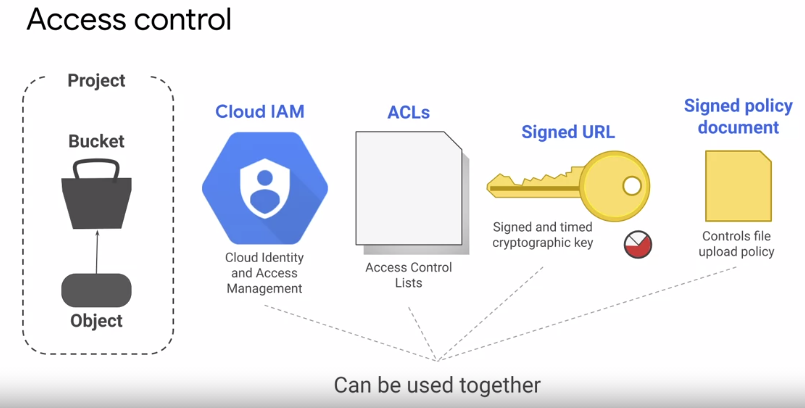 Access control
Project
Bucket
Object
Cloud IAM
Cloud Identity
and Access
Management
ACLs
Access Control
Lists
Signed URL
Signed and timed
cryptographic key
Signed policy
document
Controls file
upload policy
Can be used together